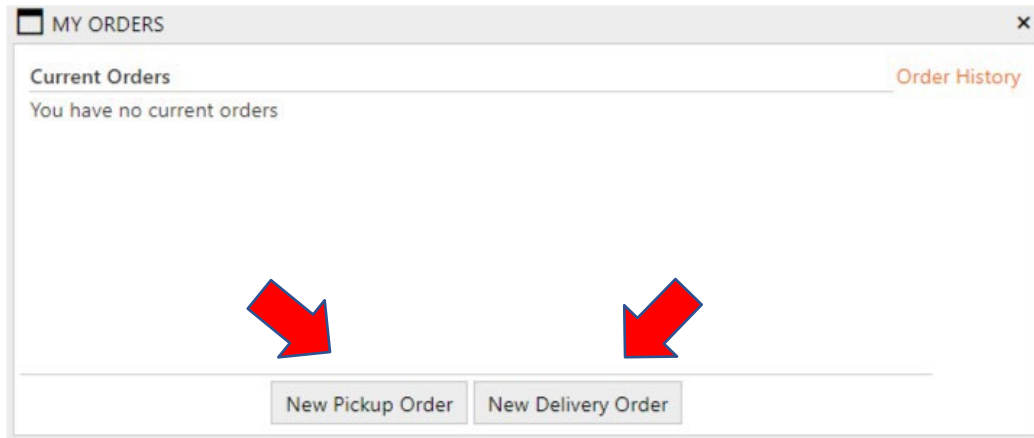 MY ORDERS
Current Orders
Order History
You have no current orders
New Pickup Order
New Delivery Order